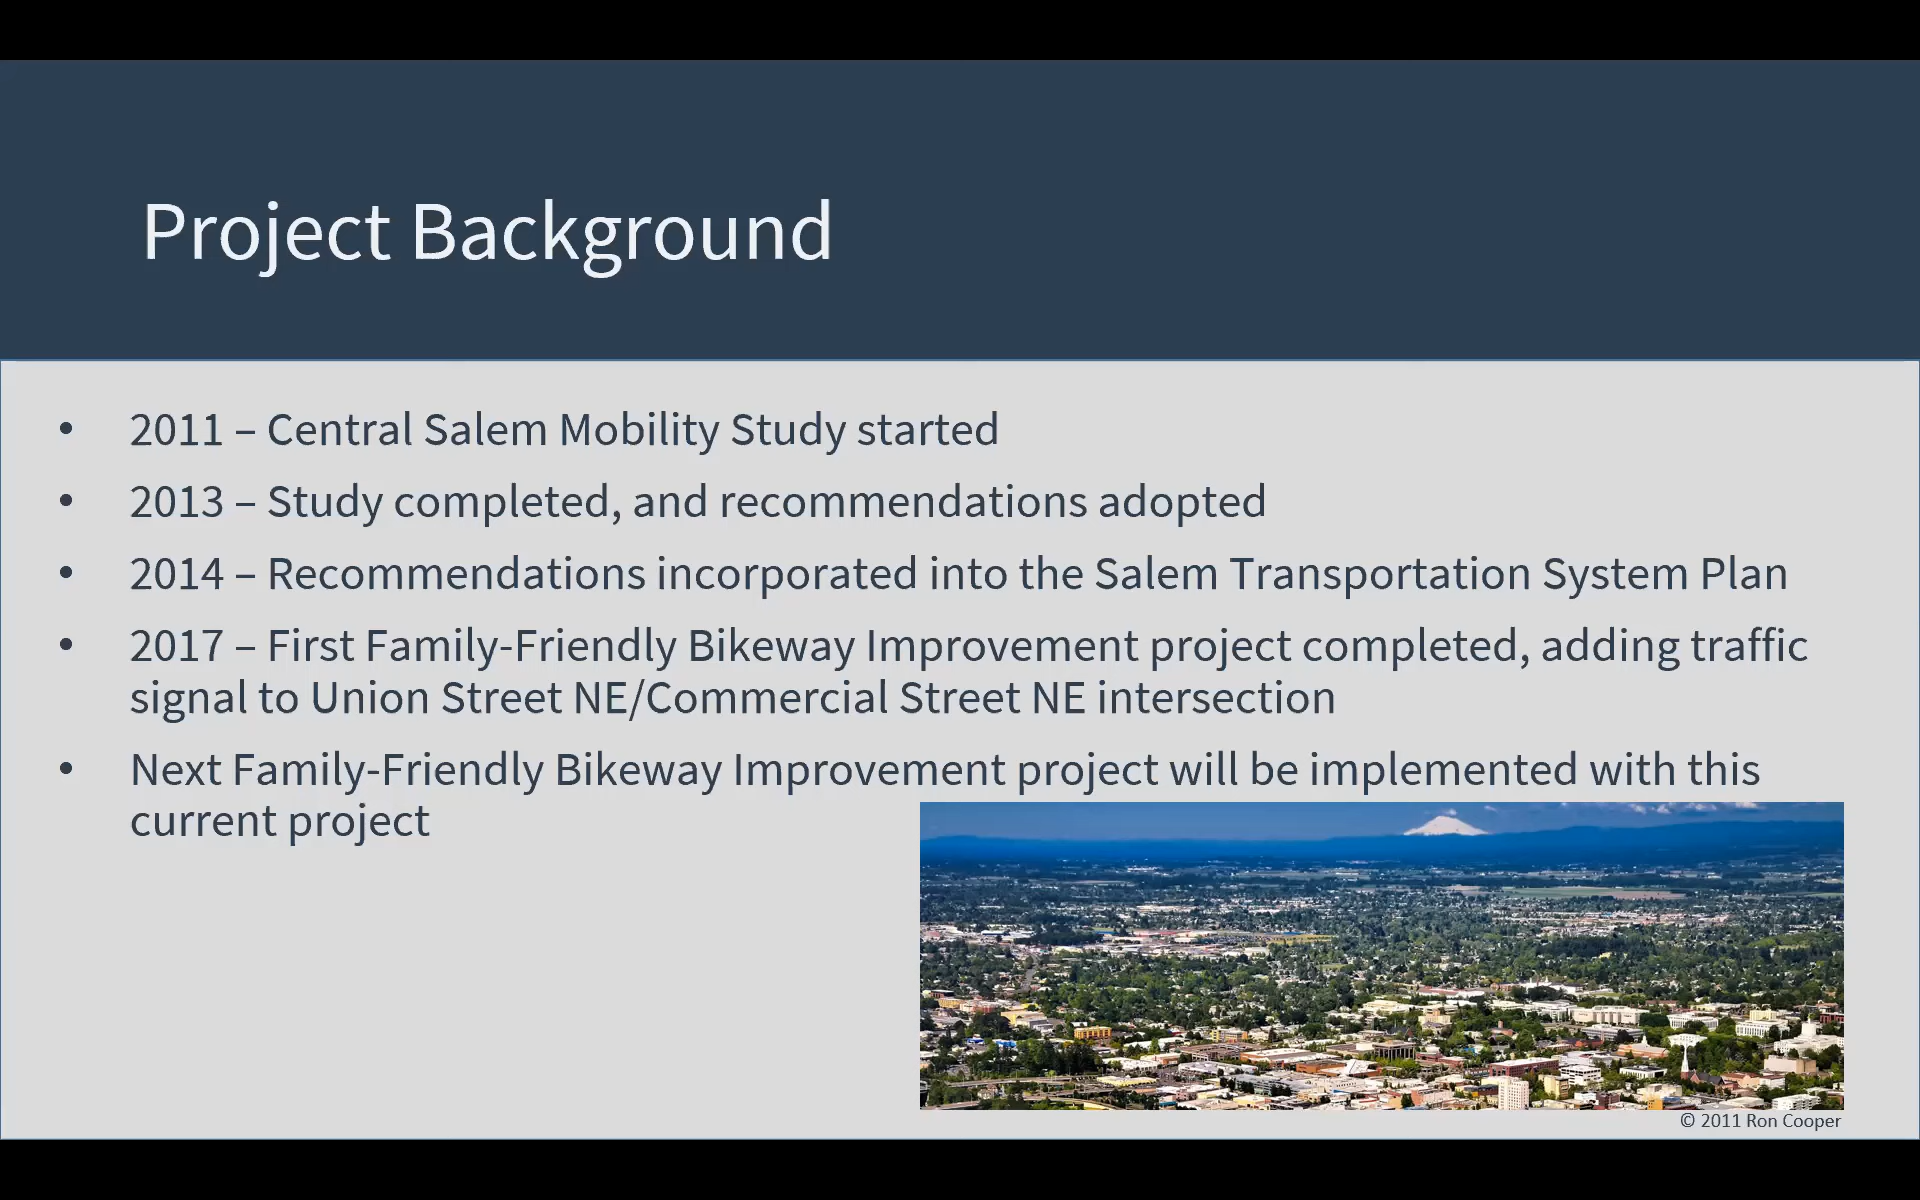 Project Background
• 2011 – Central Salem Mobility Study started
• 2013 – Study completed, and recommendations adopted
• 2014 – Recommendations incorporated into the Salem Transportation System Plan
• 2017 – First Family-Friendly Bikeway Improvement project completed, adding traffic
signal to Union Street NE/Commercial Street NE intersection
• Next Family-Friendly Bikeway Improvement project will be implemented with this
current project
© 2011 Ron Cooper